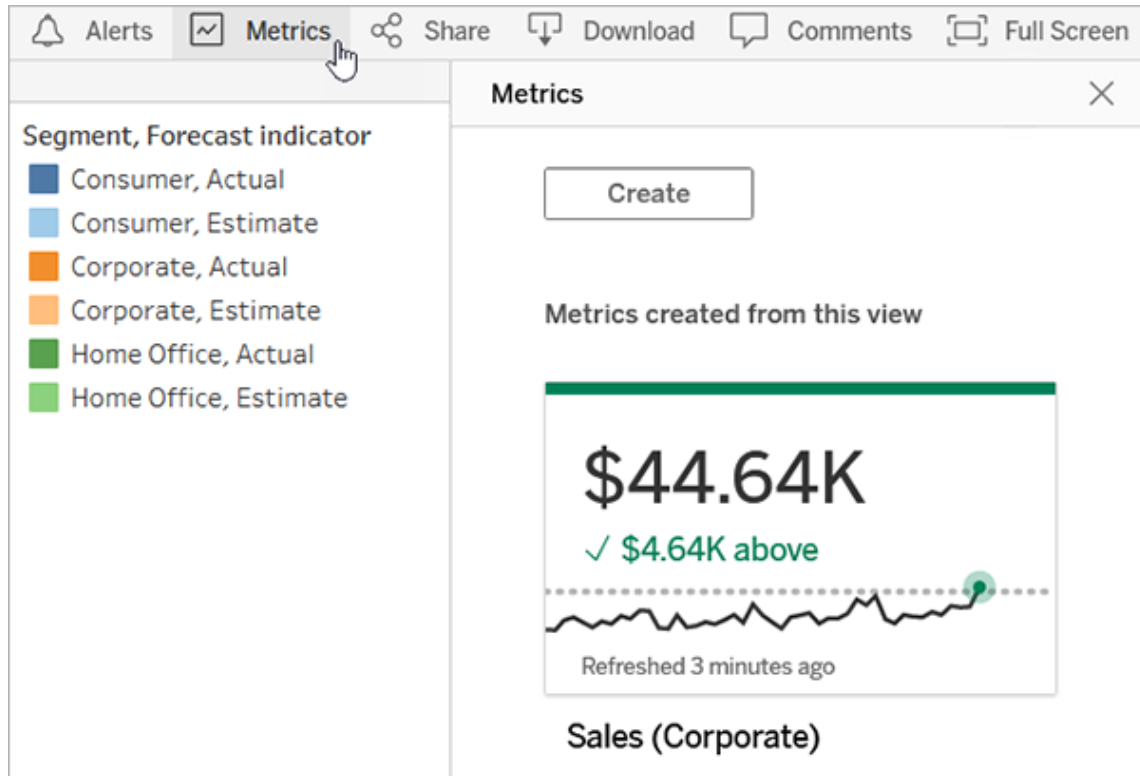 Alerts Metrics Share Download Comments Full Screen
Segment, Forecast indicator
Consumer, Actual
Consumer, Estimate
Corporate, Actual
Corporate, Estimate
Home Office, Actual
Home Office, Estimate
Metrics
Create
Metrics created from this view
$44.64K
$4.64K above
Refreshed 3 minutes ago
Sales (Corporate)